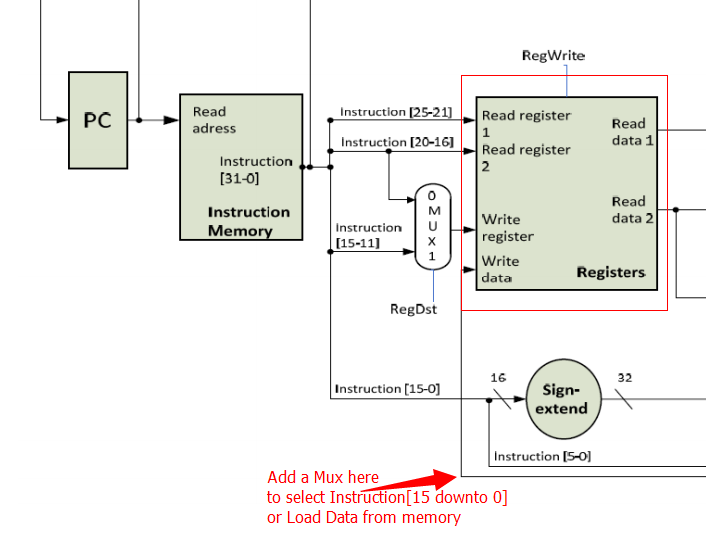 RegWrite
PC
Read
adress
Instruction
[31-0]
Instruction
Memory
Instruction [25-21]
Instruction [20-16]
Instruction
[15-11]
0
M
U
X
1
RegDst
Read register
1
Read register
2
Write
register
Write
data
Read
data 1
Read
data 2
Registers
Instruction [15-0]
16
Sign-
extend
32
Instruction [5-0]
Add a Mux here
to select Instruction[15 downto 0]
or Load Data from memory